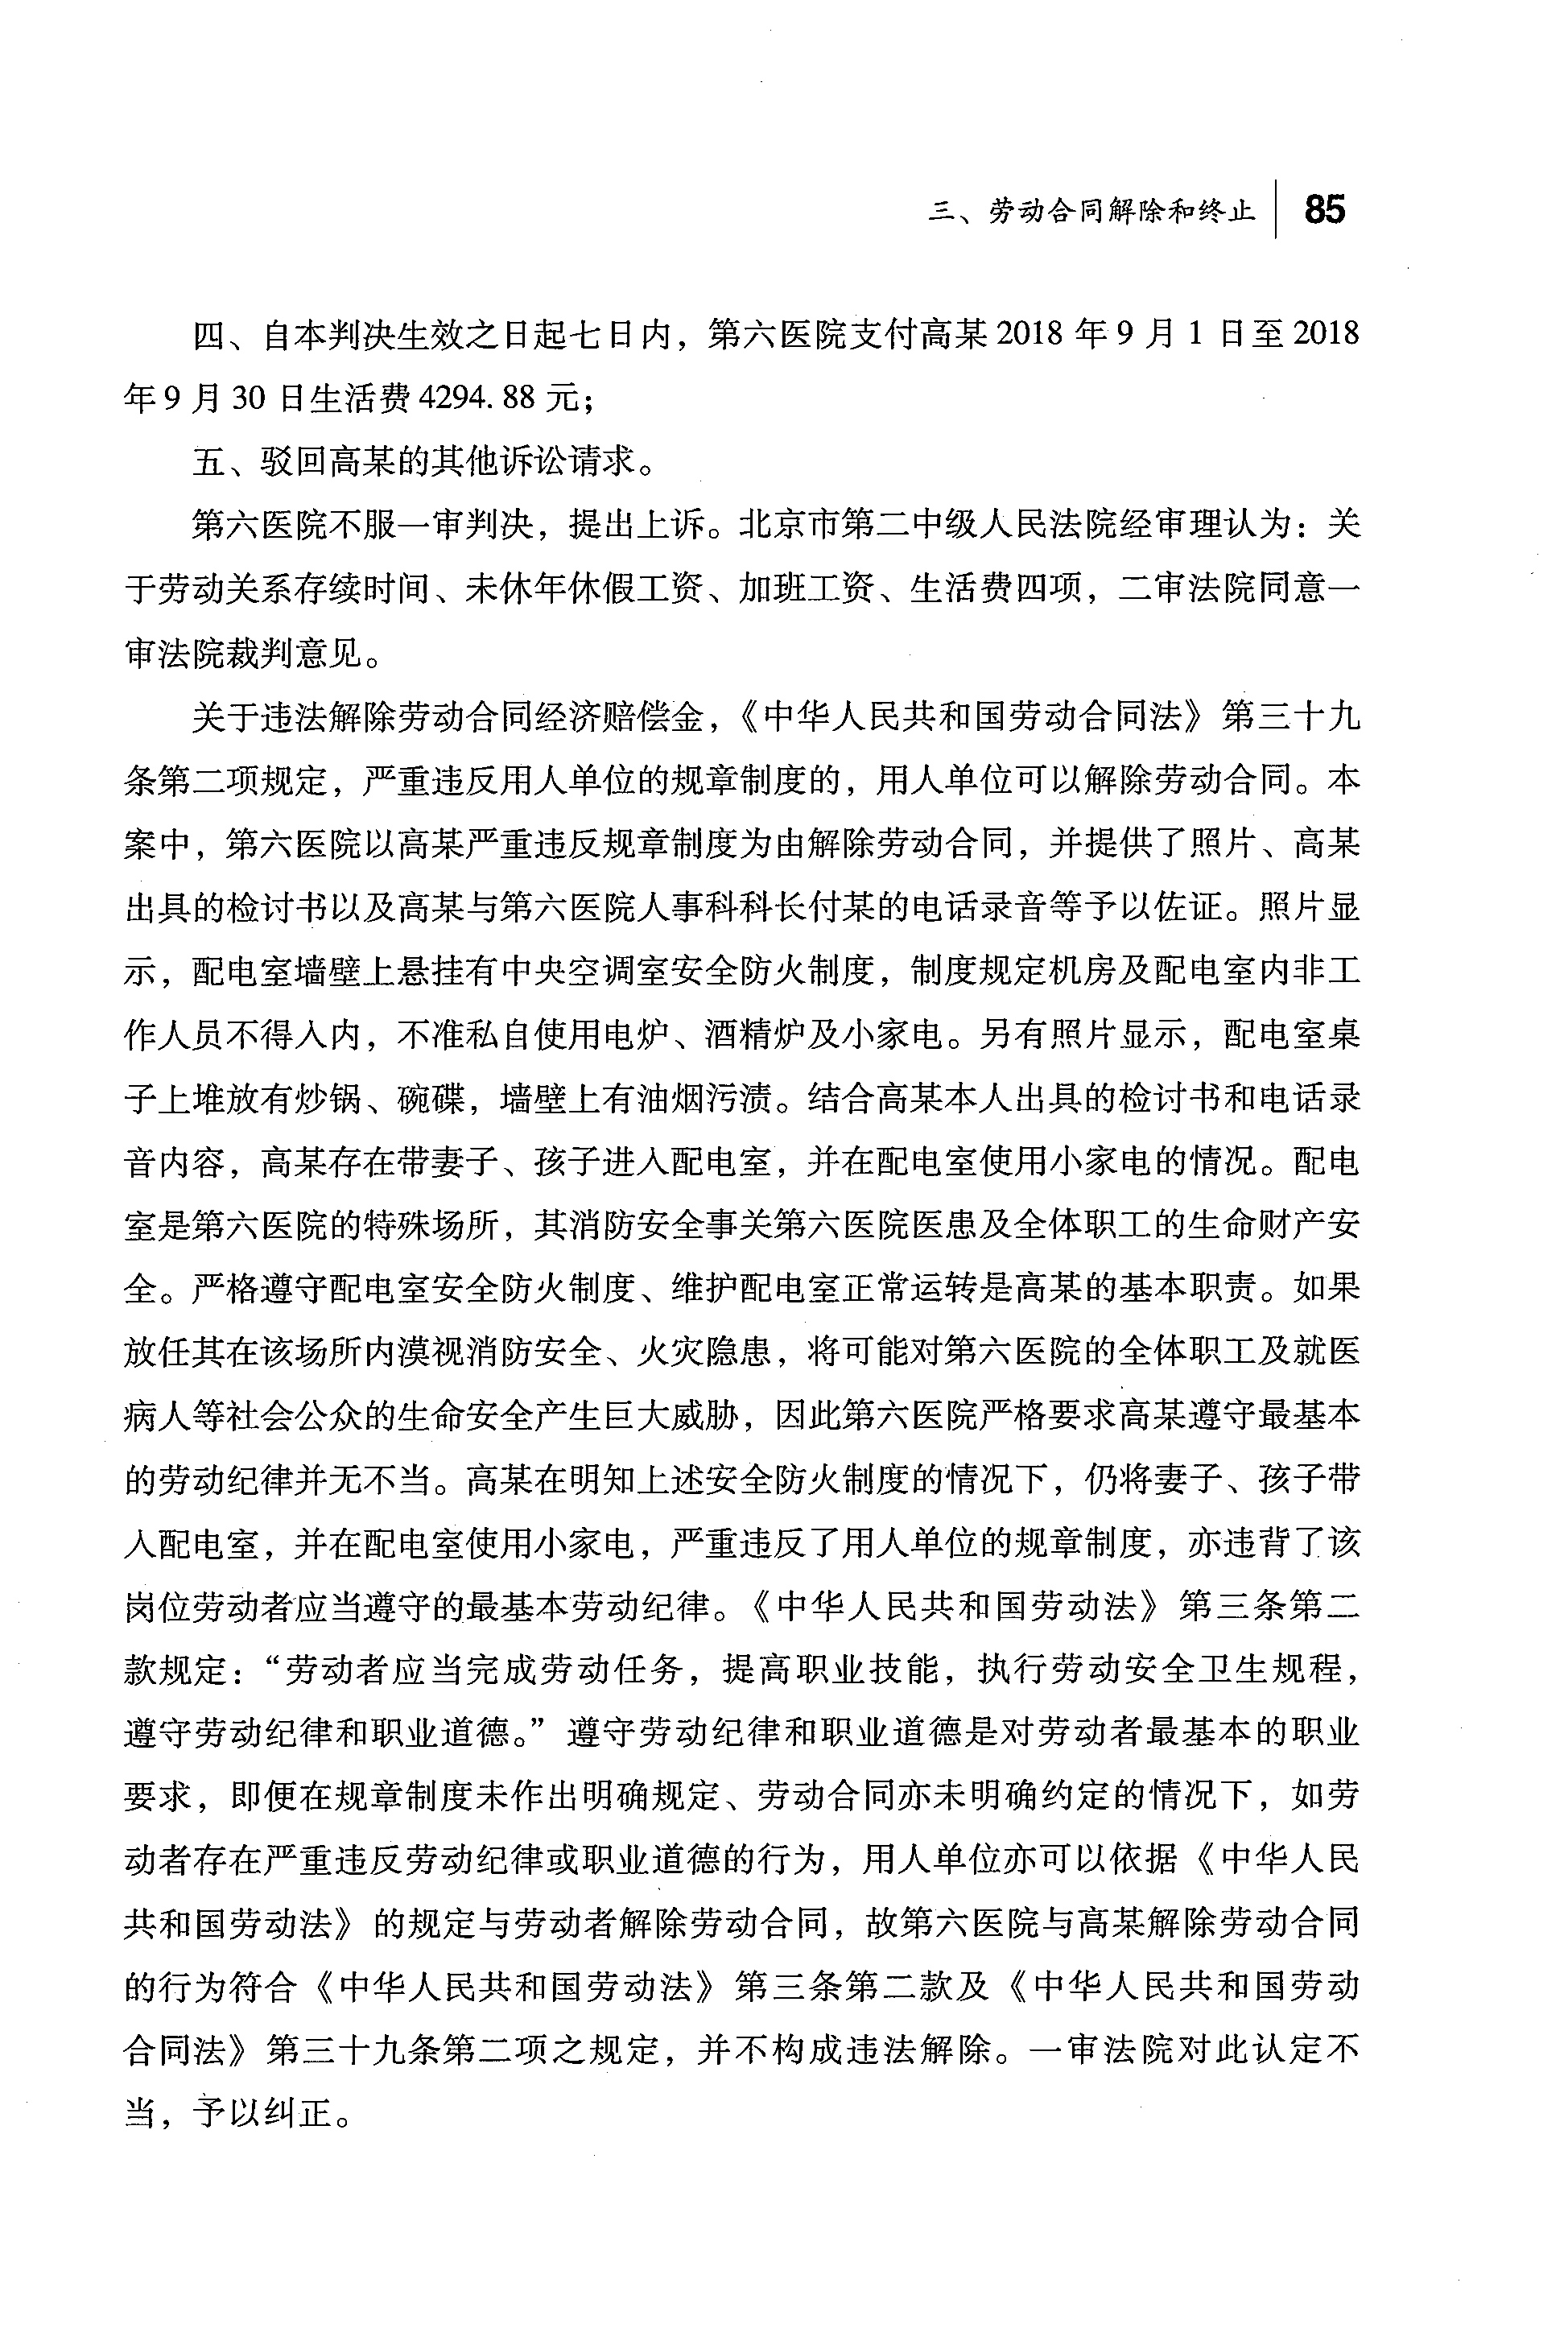 三、劳动合同解除和终止 85
四、自本判决生效之日起七日内，第六医院支付高某 2018 年 9 月 1 日至 2018
年 9 月 30 日生活费 4294. 88 元；
五、驳回高某的其他诉讼请求。
第六医院不服一审判决，提出上诉。北京市第二中级人民法院经审理认为：关
于劳动关系存续时间、未休年休假工资、加班工资、生活费四项，二审法院同意一
审法院裁判意见。
关于违法解除劳动合同经济赔偿金，《中华人民共和国劳动合同法》第三十九
条第二项规定，严重违反用人单位的规章制度的，用人单位可以解除劳动合同。本
案中，第六医院以高某严重违反规章制度为由解除劳动合同，并提供了照片、高某
出具的检讨书以及高某与第六医院人事科科长付某的电话录音等予以佐证。照片显
示，配电室墙壁上悬挂有中央空调室安全防火制度，制度规定机房及配电室内非工
作人员不得入内，不准私自使用电炉、酒精炉及小家电。另有照片显示，配电室桌
子上堆放有炒锅、碗碟，墙壁上有油烟污渍。结合高某本人出具的检讨书和电话录
音内容，高某存在带妻子、孩子进入配电室，并在配电室使用小家电的情况。配电
室是第六医院的特殊场所，其消防安全事关第六医院医患及全体职工的生命财产安
全。严格遵守配电室安全防火制度、维护配电室正常运转是高某的基本职责。如果
放任其在该场所内漠视消防安全、火灾隐患，将可能对第六医院的全体职工及就医
病人等社会公众的生命安全产生巨大威胁，因此第六医院严格要求高某遵守最基本
的劳动纪律并无不当。高某在明知上述安全防火制度的情况下，仍将妻子、孩子带
入配电室，并在配电室使用小家电，严重违反了用人单位的规章制度，亦违背了该
岗位劳动者应当遵守的最基本劳动纪律。《中华人民共和国劳动法》第三条第二
款规定：“劳动者应当完成劳动任务，提高职业技能，执行劳动安全卫生规程，
遵守劳动纪律和职业道德。”遵守劳动纪律和职业道德是对劳动者最基本的职业
要求，即便在规章制度未作出明确规定、劳动合同亦未明确约定的情况下，如劳
动者存在严重违反劳动纪律或职业道德的行为，用人单位亦可以依据《中华人民
共和国劳动法》的规定与劳动者解除劳动合同，故第六医院与高某解除劳动合同
的行为符合《中华人民共和国劳动法》第三条第二款及《中华人民共和国劳动
合同法》第三十九条第二项之规定，并不构成违法解除。一审法院对此认定不
当，予以纠正。